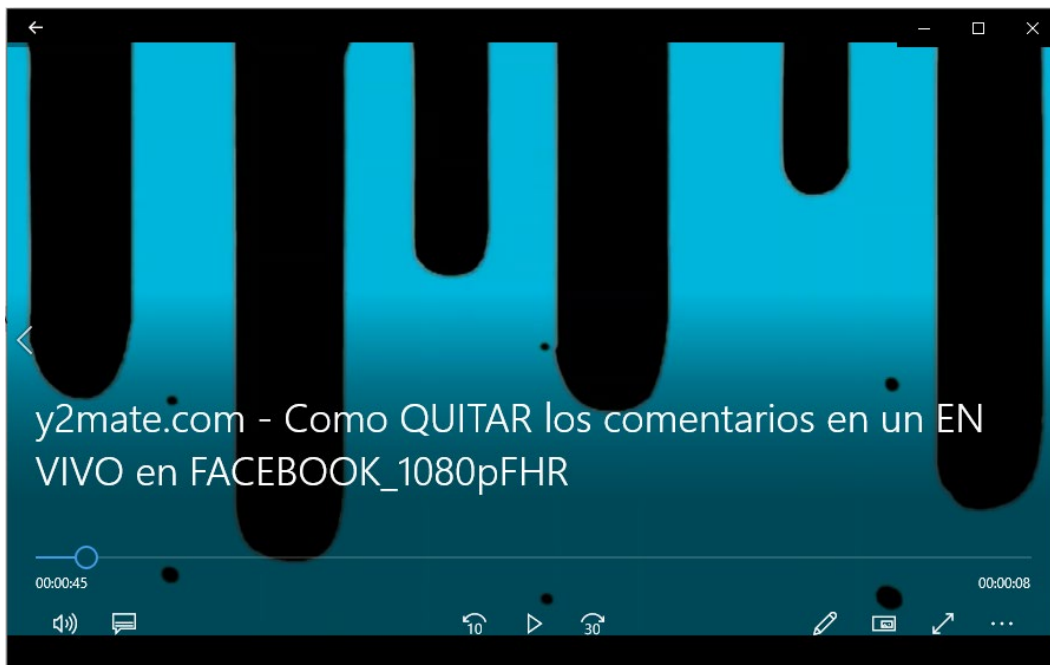 y2mate.com - Como QUITAR los comentarios en un EN
VIVO en FACEBOOK_1080pFHR
00:00:45
00:00:08
10
30